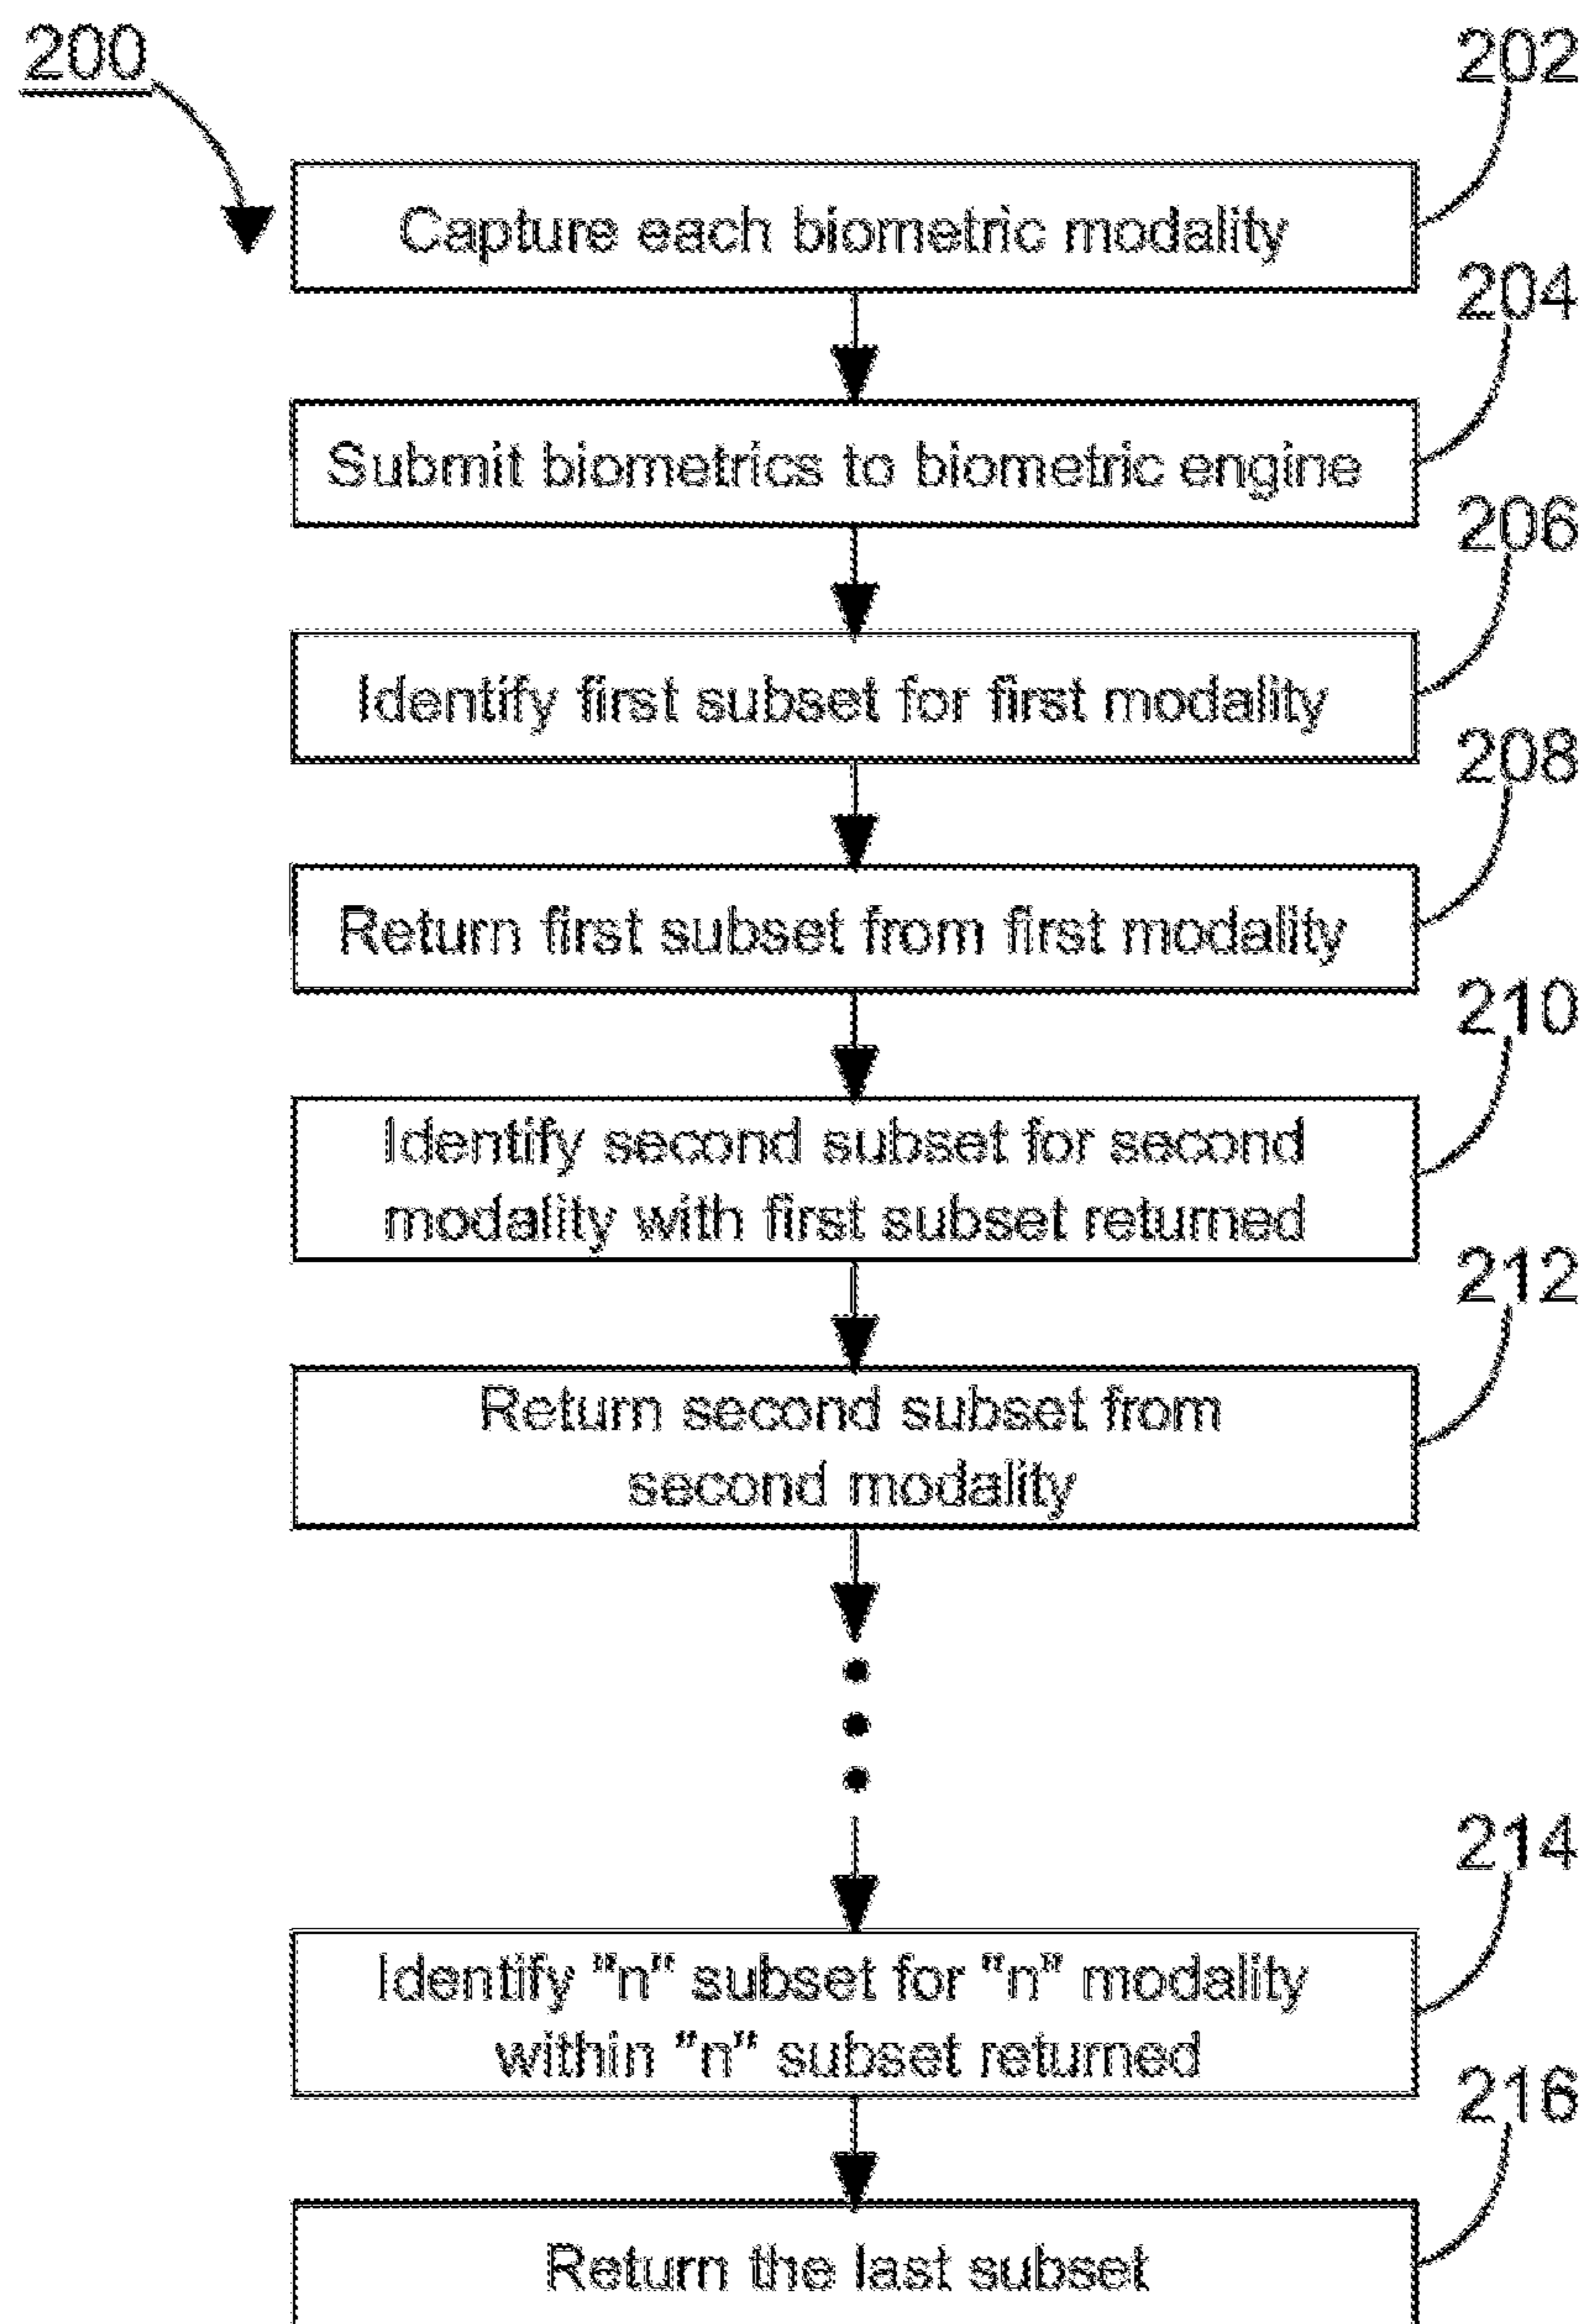 200
202
Capture each biometric modality
204
Submit biometrics to biometric engine
206
Identify first subset for first modality
208
Return first subset from first modality
210
Identify second subset for second
modality with first subset returned
212
Return second subset from
second modality
214
Identify "n" subset for "n" modality
within "n" subset returned
216
Return the last subset